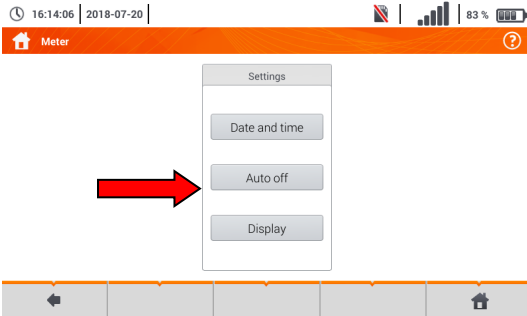 16:14:06 2018-07-20 83 %
Meter ?
Settings
Date and time
Auto off
Display